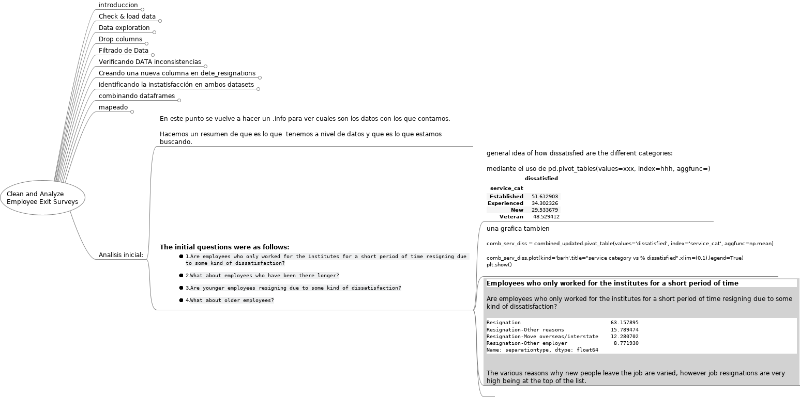 introduccion
Check & load data
Data exploration
Drop columns
Filtrado de Data
Verificando DATA inconsistencias
Creando una nueva columna en dete_resignations
identificando la instatisfacción en ambos datasets
combinando dataframes
mapeado
Clean and Analyze
Employee Exit Surveys
Analisis inicial:
En este punto se vuelve a hacer un .info para ver cuales son los datos con los que contamos.
Hacemos un resumen de que es lo que tenemos a nivel de datos y que es lo que estamos
buscando.
The initial questions were as follows:
1.Are employees who only worked for the institutes for a short period of time resigning due
to some kind of dissatisfaction?
2.What about employees who have been there longer?
3.Are younger employees resigning due to some kind of dissatisfaction?
4.What about older employees?
general idea of how dissatisfied are the different categories:
mediante el uso de pd.pivot_tables(values=xxx, index=hhh, aggfunc=)
dissatisfied
service_cat
Established 51.612903
Experienced 34.302326
New 29.533679
Veteran 48.529412
una grafica tambien
comb_serv_diss = combined_updated.pivot_table(values='dissatisfied', index='service_cat', aggfunc=np.mean)
comb_serv_diss.plot(kind='barh',title="service category vs % dissatisfied",xlim=(0,1),legend=True)
plt.show()
Employees who only worked for the institutes for a short period of time
Are employees who only worked for the institutes for a short period of time resigning due to some
kind of dissatisfaction?
Resignation 63.157895
Resignation-Other reasons 15.789474
Resignation-Move overseas/interstate 12.280702
Resignation-Other employer 8.771930
Name: separationtype, dtype: float64
The various reasons why new people leave the job are varied, however job resignations are very
high being at the top of the list.